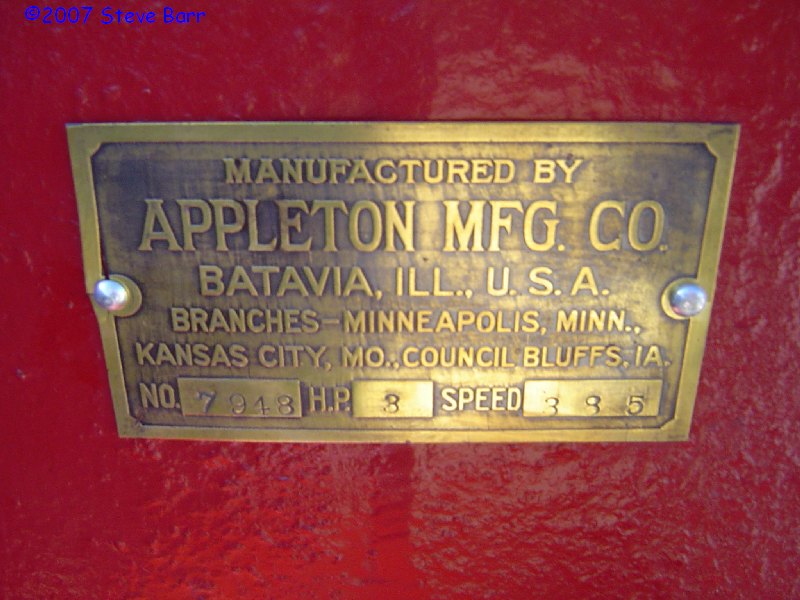 ©2007 Steve Barr
MANUFACTURED BY
APPLETON MFG. CO.
BATAVIA, ILL., U. S. A.
BRANCHES-MINNEAPOLIS, MINN.,
KANSAS CITY, MO., COUNCIL BLUFFS, IA.
NO. 7948 H.P. 3 SPEED 385